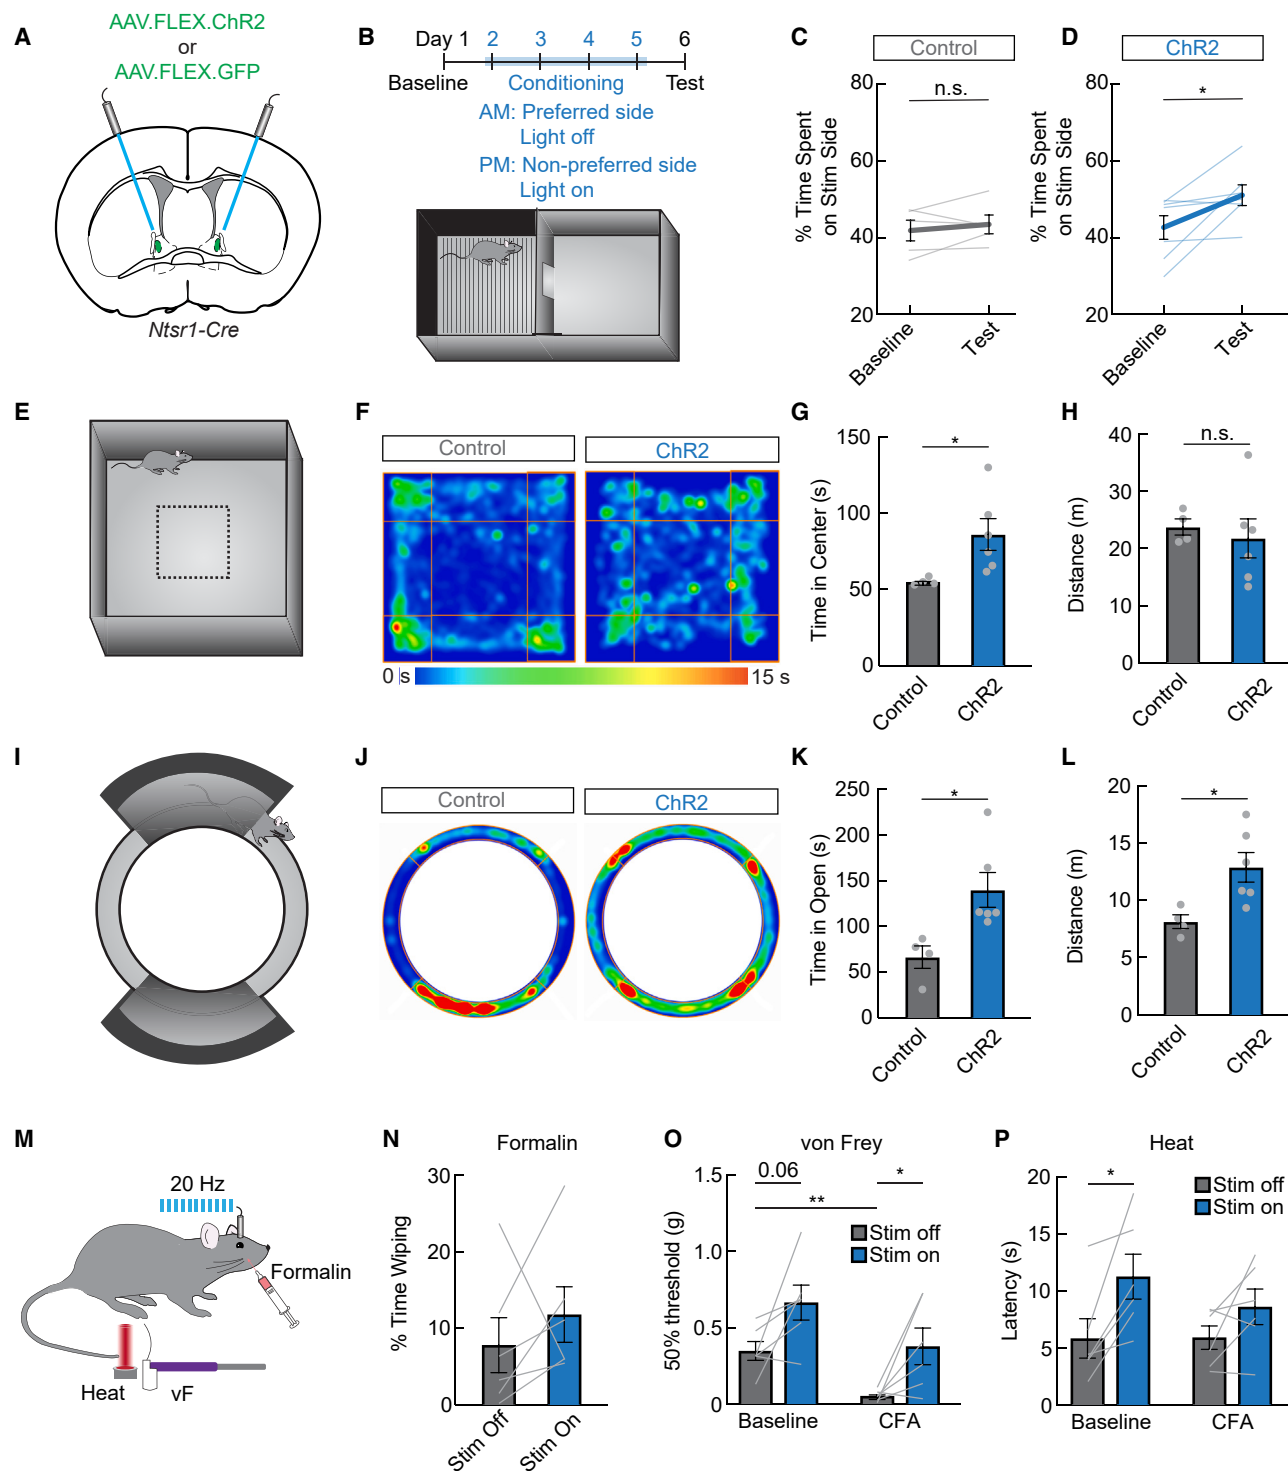 A
AAV.FLEX.ChR2
or
AAV.FLEX.GFP
Ntsr1-Cre
B
Day 1 2 3 4 5 6
Baseline Conditioning Test
AM: Preferred side
Light off
PM: Non-preferred side
Light on
C
Control
n.s.
% Time Spent
on Stim Side
80
60
40
20
Baseline
Test
D
ChR2
*
% Time Spent
on Stim Side
80
60
40
20
Baseline
Test
E
F
Control
ChR2
0 s
15 s
G
*
Time in Center (s)
150
100
50
0
Control
ChR2
H
n.s.
Distance (m)
40
30
20
10
0
Control
ChR2
I
J
Control
ChR2
K
*
Time in Open (s)
250
200
150
100
50
0
Control
ChR2
L
*
Distance (m)
20
15
10
5
0
Control
ChR2
M
20 Hz
Formalin
Heat
vF
N
Formalin
% Time Wiping
30
20
10
0
Stim Off
Stim On
O
von Frey
50% threshold (g)
1.5
1.0
0.5
0
0.06
*
**
Stim off
Stim on
Baseline
CFA
P
Heat
Latency (s)
20
15
10
5
0
*
Stim off
Stim on
Baseline
CFA